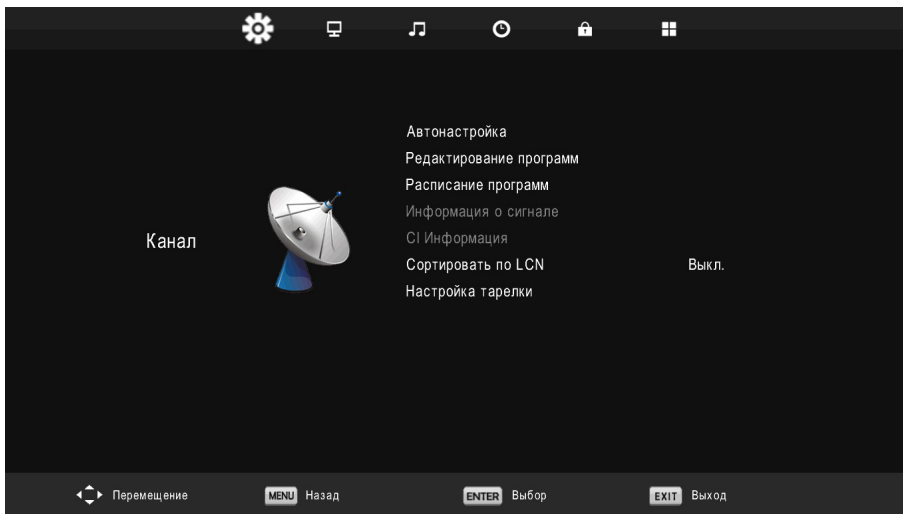 Автонастройка
Редактирование программ
Расписание программ
Информация о сигнале
Канал
CI Информация
Сортировать по LCN Выкл.
Настройка тарелки
Перемещение MENU Назад ENTER Выбор EXIT Выход